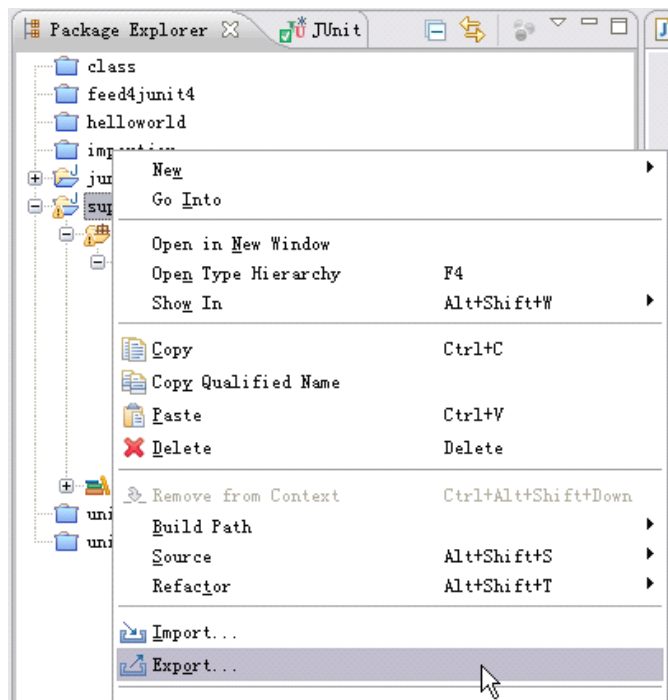 Package Explorer JUnit
class
feed4junit4
helloworld
New
Go Into
Open in New Window
Open Type Hierarchy F4
Show In Alt+Shift+W
Copy Ctrl+C
Copy Qualified Name
Paste Ctrl+V
Delete Delete
Remove from Context Ctrl+Alt+Shift+Down
Build Path
Source Alt+Shift+S
Refactor Alt+Shift+T
Import...
Export...